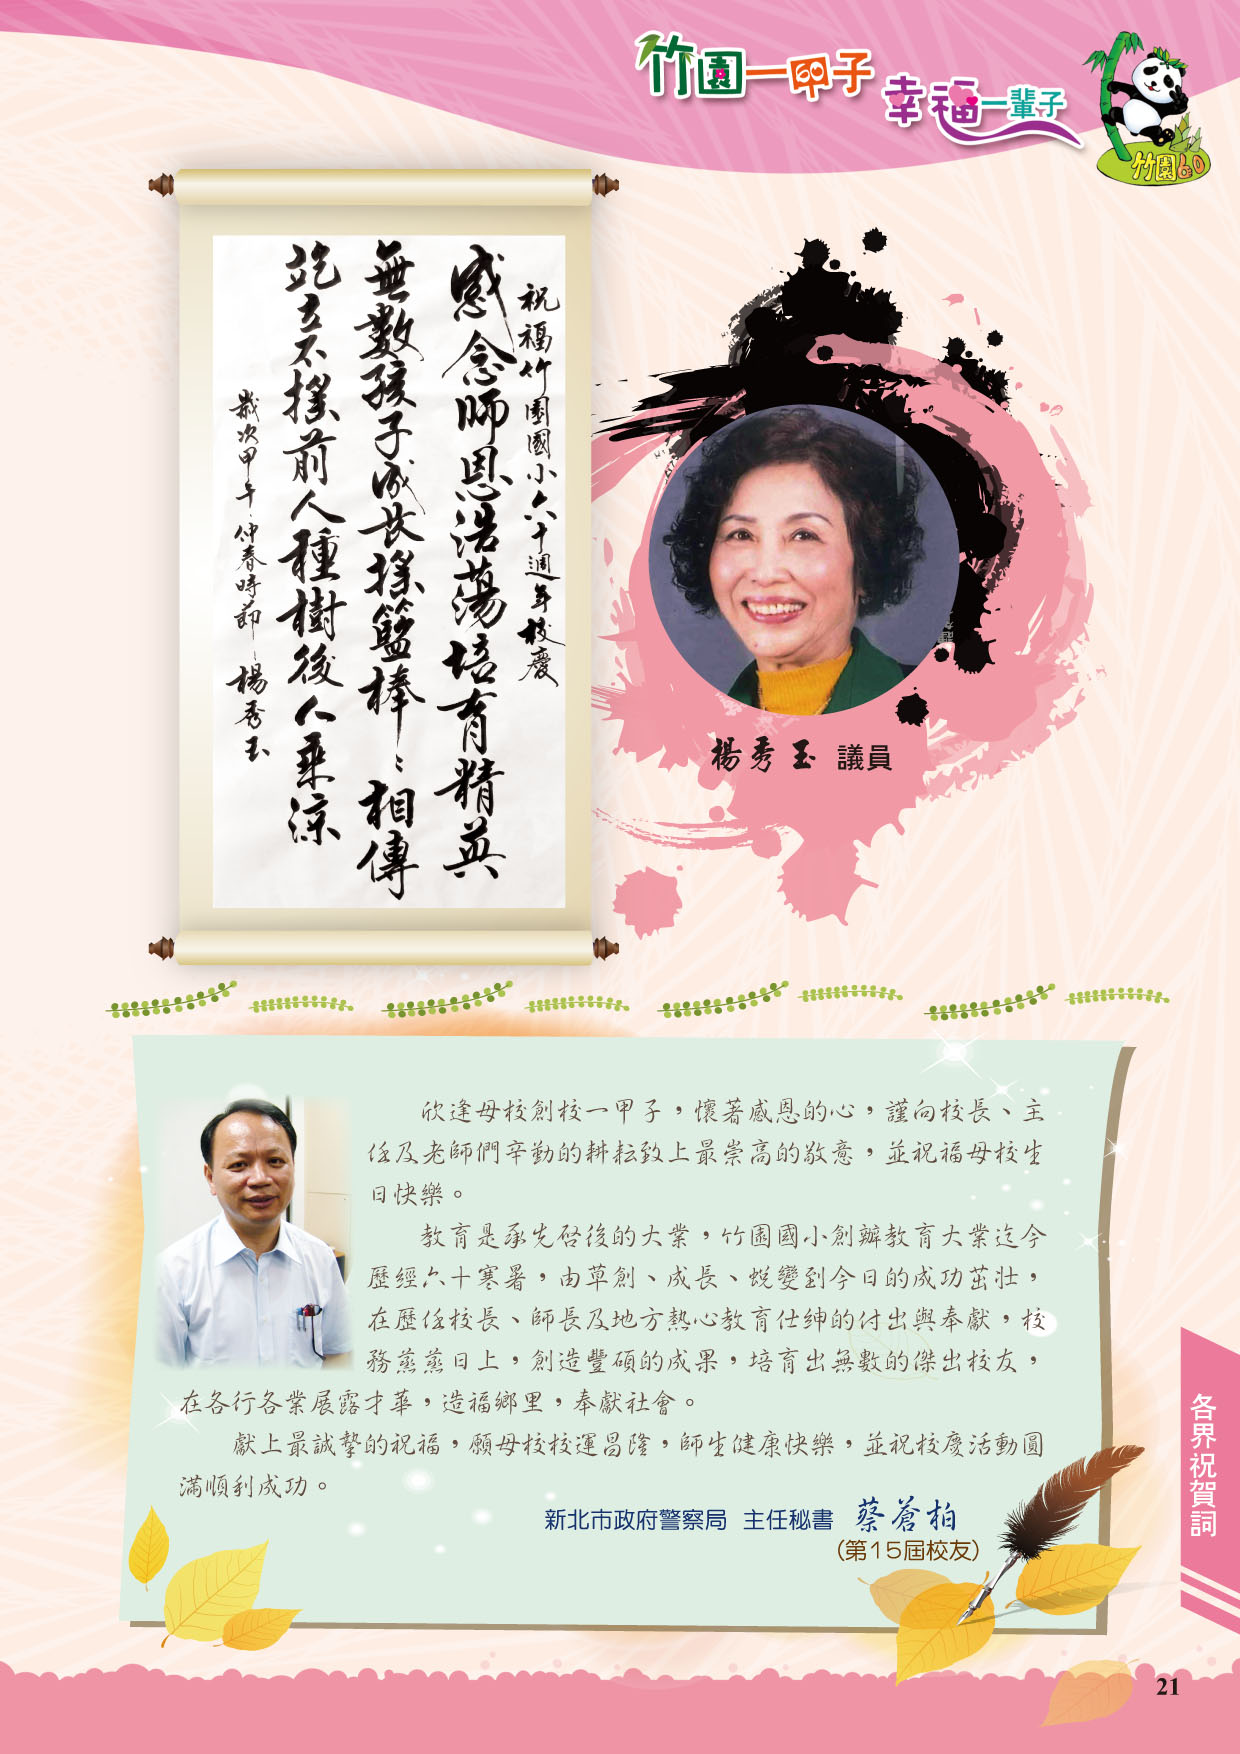 竹園一甲子
幸福一輩子
竹園60
祝福竹園國小六十週年校慶
感念師恩浩蕩培育精英
無數孩子成長搖籃棒棒相傳
屹立不搖前人種樹後人乘涼
歲次甲午仲春時節 楊秀玉
楊秀玉 議員
欣逢母校創校一甲子，懷著感恩的心，謹向校長、主
任及老師們辛勤的耕耘致上最崇高的敬意，並祝福母校生
日快樂。
教育是承先啓後的大業，竹園國小創辦教育大業迄今
歷經六十寒暑，由草創、成長、蛻變到今日的成功茁壯，
在歷任校長、師長及地方熱心教育仕紳的付出與奉獻，校
務蒸蒸日上，創造豐碩的成果，培育出無數的傑出校友，
在各行各業展露才華，造福鄉里，奉獻社會。
獻上最誠摯的祝福，願母校校運昌隆，師生健康快樂，並祝校慶活動圓
滿順利成功。
新北市政府警察局 主任秘書 蔡蒼柏
(第15屆校友)
各界祝賀詞
21